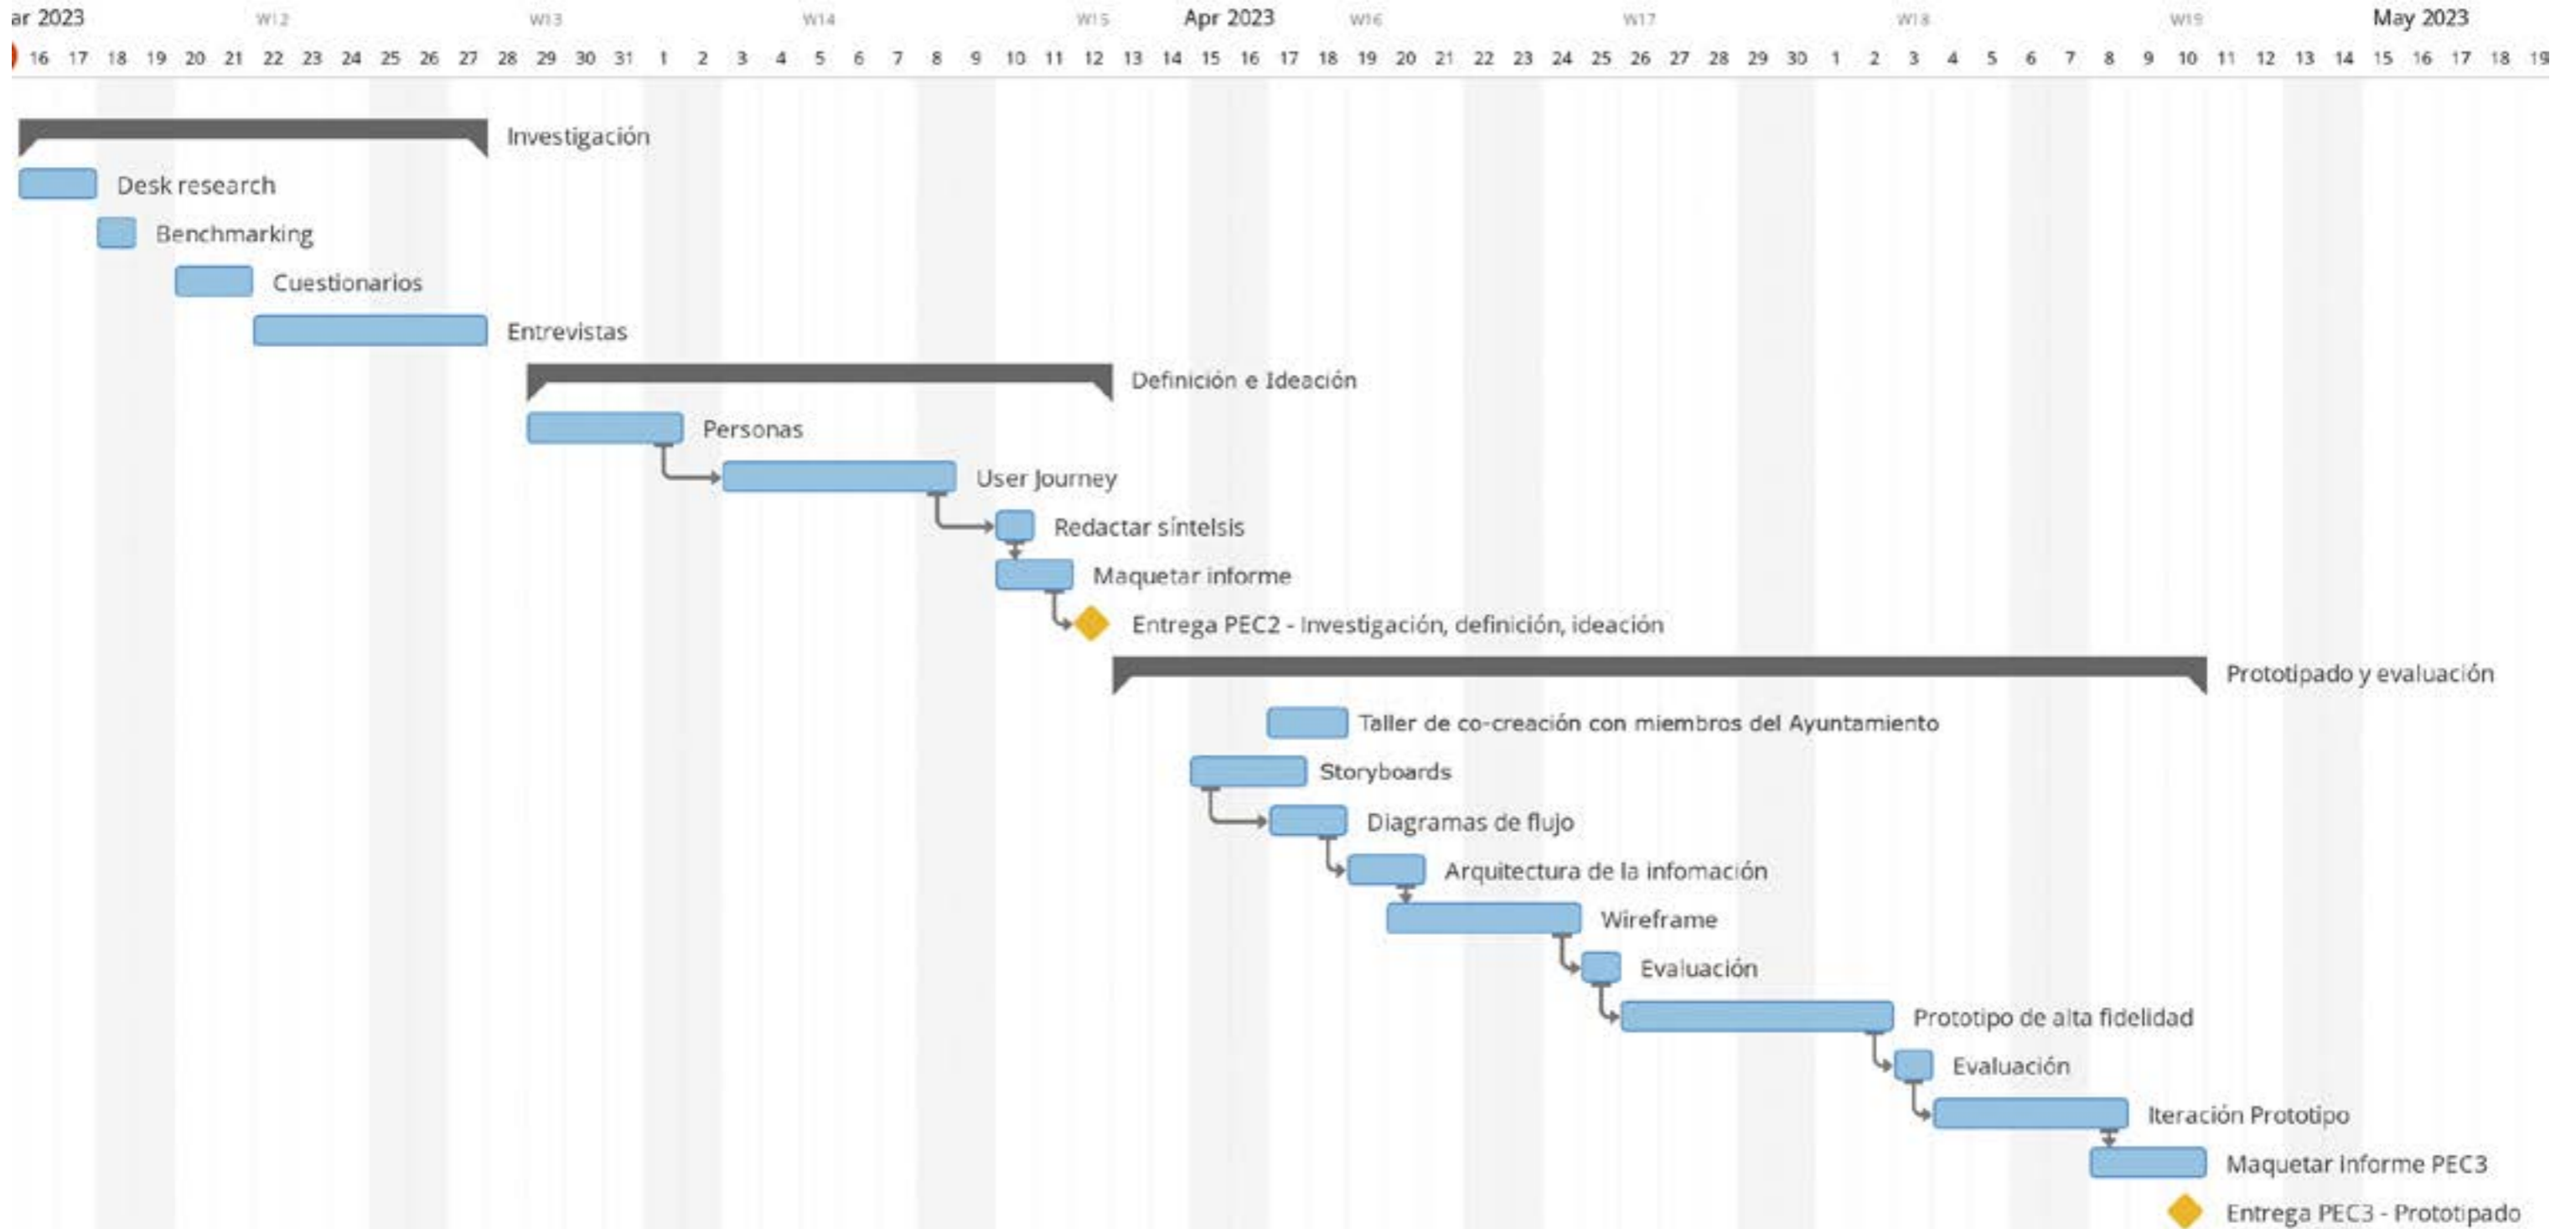 ar 2023 W12 W13 W14 W15 Apr 2023 W16 W17 W18 W19 May 2023
16 17 18 19 20 21 22 23 24 25 26 27 28 29 30 31 1 2 3 4 5 6 7 8 9 10 11 12 13 14 15 16 17 18 19 20 21 22 23 24 25 26 27 28 29 30 1 2 3 4 5 6 7 8 9 10 11 12 13 14 15 16 17 18 19
Investigación
Desk research
Benchmarking
Cuestionarios
Entrevistas
Definición e Ideación
Personas
User Journey
Redactar síntelsis
Maquetar informe
Entrega PEC2 - Investigación, definición, ideación
Prototipado y evaluación
Taller de co-creación con miembros del Ayuntamiento
Storyboards
Diagramas de flujo
Arquitectura de la infomación
Wireframe
Evaluación
Prototipo de alta fidelidad
Evaluación
Iteración Prototipo
Maquetar informe PEC3
Entrega PEC3 - Prototipado